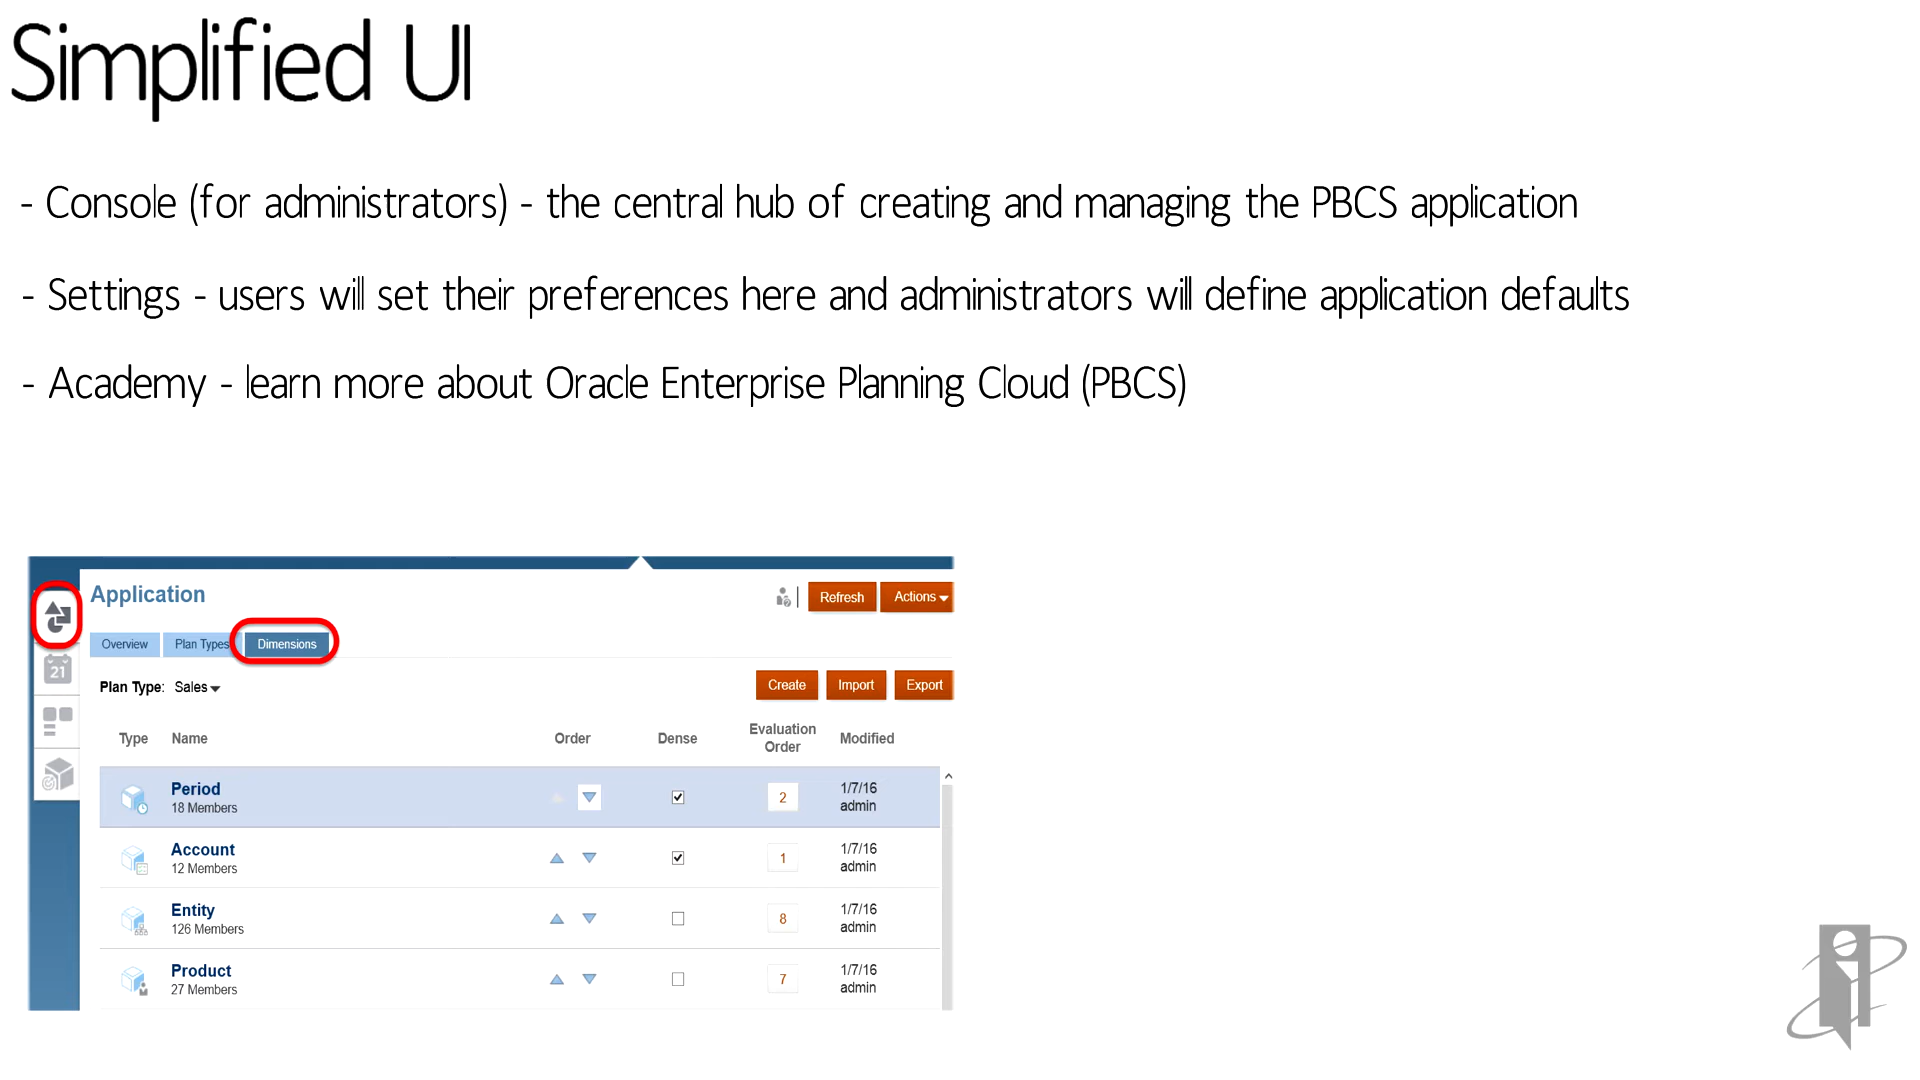 Simplified UI
- Console (for administrators) - the central hub of creating and managing the PBCS application
- Settings - users will set their preferences here and administrators will define application defaults
- Academy - learn more about Oracle Enterprise Planning Cloud (PBCS)
Application
Refresh Actions
21
Overview Plan Types Dimensions
Plan Type: Sales
Create Import Export
Type Name Order Dense Evaluation Order Modified
Period
18 Members
2
1/7/16
admin
Account
12 Members
1
1/7/16
admin
Entity
126 Members
8
1/7/16
admin
Product
27 Members
7
1/7/16
admin